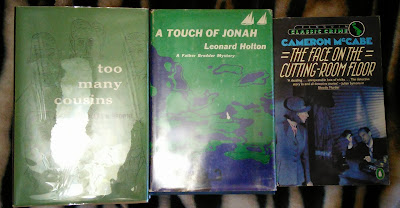 too
many
cousins
A TOUCH OF JONAH
Leonard Holton
A Father Bredder Mystery
CLASSIC CRIME
CAMERON McCABE
THE FACE ON THE
CUTTING-ROOM FLOOR